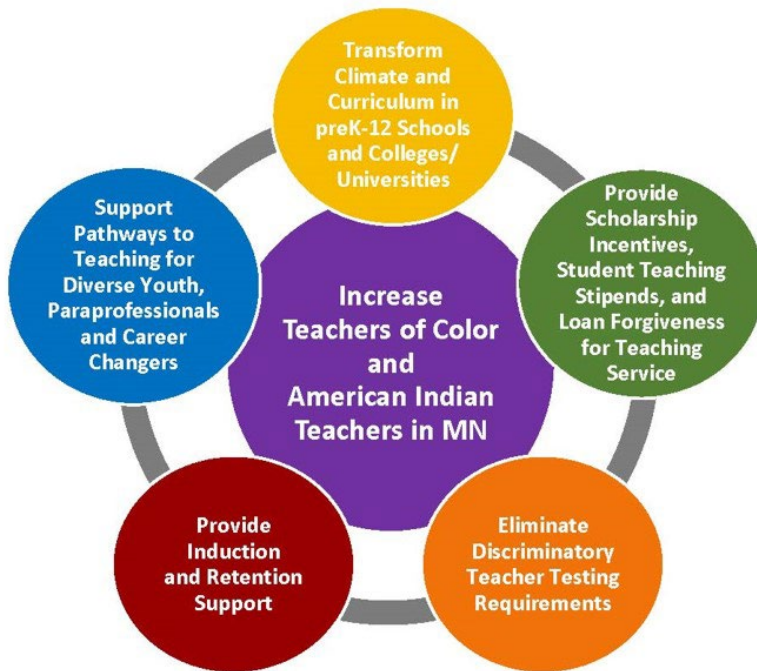 Transform
Climate and
Curriculum in
preK-12 Schools
and Colleges/
Universities
Provide
Scholarship
Incentives,
Student Teaching
Stipends, and
Loan Forgiveness
for Teaching
Service
Eliminate
Discriminatory
Teacher Testing
Requirements
Provide
Induction
and Retention
Support
Support
Pathways to
Teaching for
Diverse Youth,
Paraprofessionals
and Career
Changers
Increase
Teachers of Color
and
American Indian
Teachers in MN